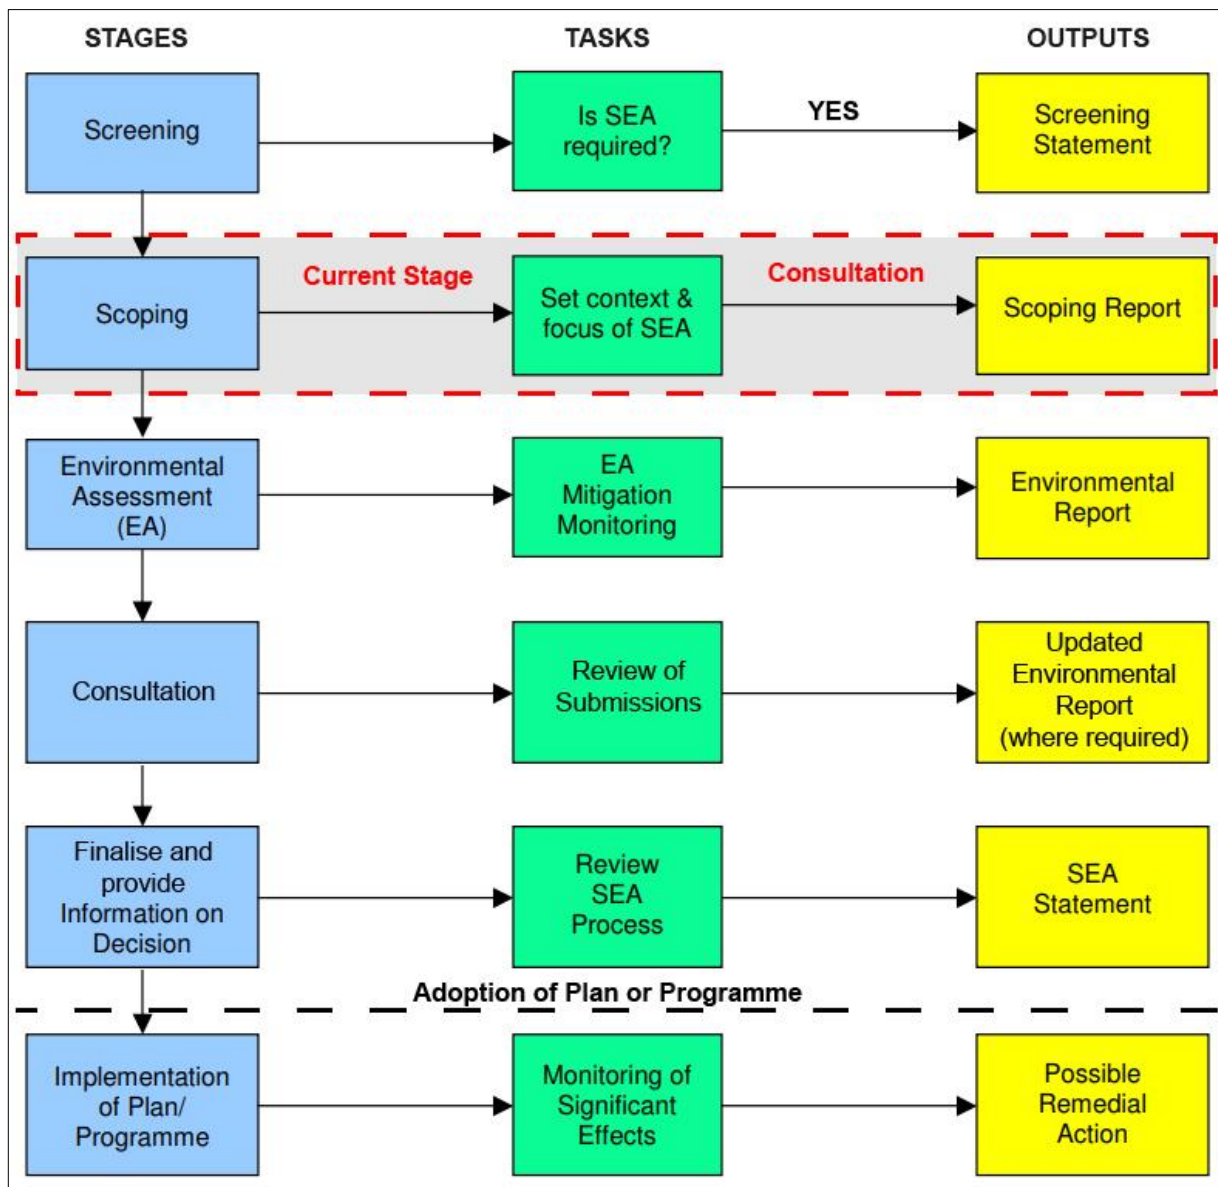 STAGES
TASKS
OUTPUTS
Screening
Is SEA
required?
YES
Screening
Statement
Scoping
Current Stage
Set context &
focus of SEA
Consultation
Scoping Report
Environmental
Assessment
(EA)
EA
Mitigation
Monitoring
Environmental
Report
Consultation
Review of
Submissions
Updated
Environmental
Report
(where required)
Finalise and
provide
Information on
Decision
Review
SEA
Process
SEA
Statement
Adoption of Plan or Programme
Implementation
of Plan/
Programme
Monitoring of
Significant
Effects
Possible
Remedial
Action